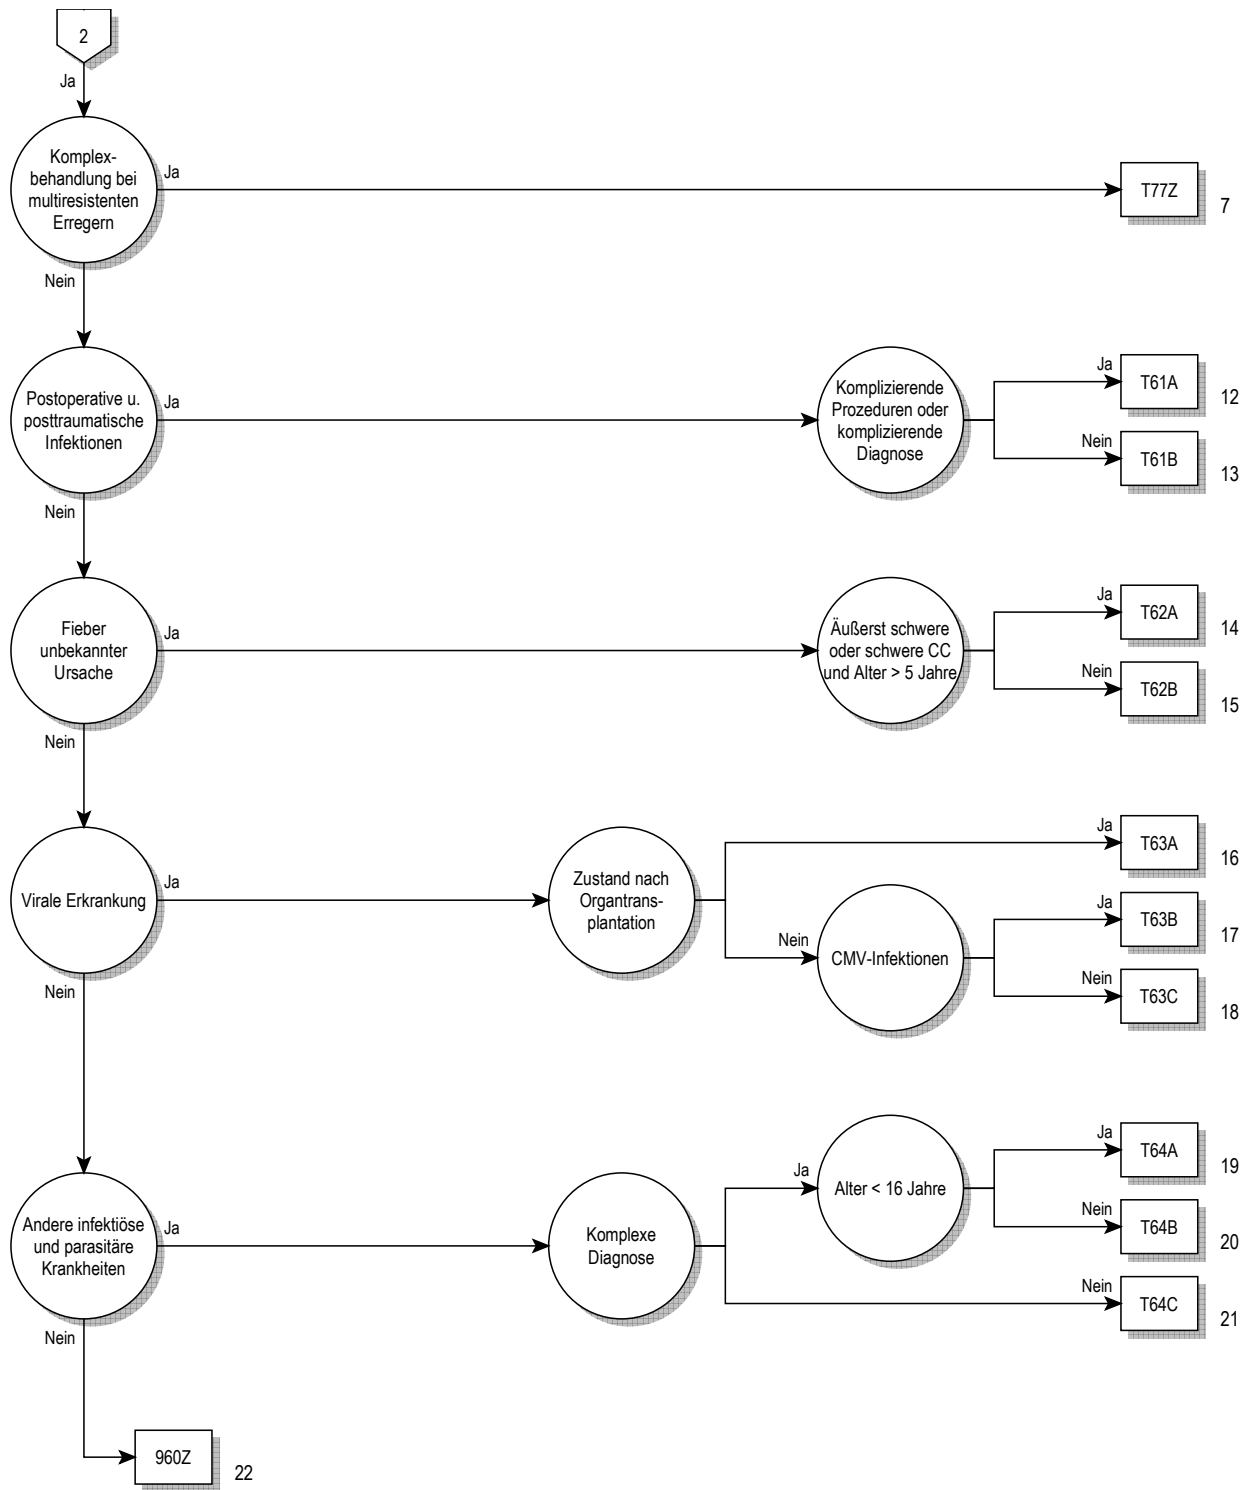 2
Ja
Komplex-
behandlung bei
multiresistenten
Erregern
Ja
T77Z
7
Nein
Postoperative u.
posttraumatische
Infektionen
Ja
Komplizierende
Prozeduren oder
komplizierende
Diagnose
Ja
T61A
12
Nein
T61B
13
Nein
Fieber
unbekannter
Ursache
Ja
Äußerst schwere
oder schwere CC
und Alter > 5 Jahre
Ja
T62A
14
Nein
T62B
15
Nein
Virale Erkrankung
Ja
Zustand nach
Organtrans-
plantation
Ja
T63A
16
Nein
CMV-Infektionen
Ja
T63B
17
Nein
T63C
18
Nein
Andere infektiöse
und parasitäre
Krankheiten
Ja
Komplexe
Diagnose
Ja
Alter < 16 Jahre
Ja
T64A
19
Nein
T64B
20
Nein
T64C
21
Nein
960Z
22